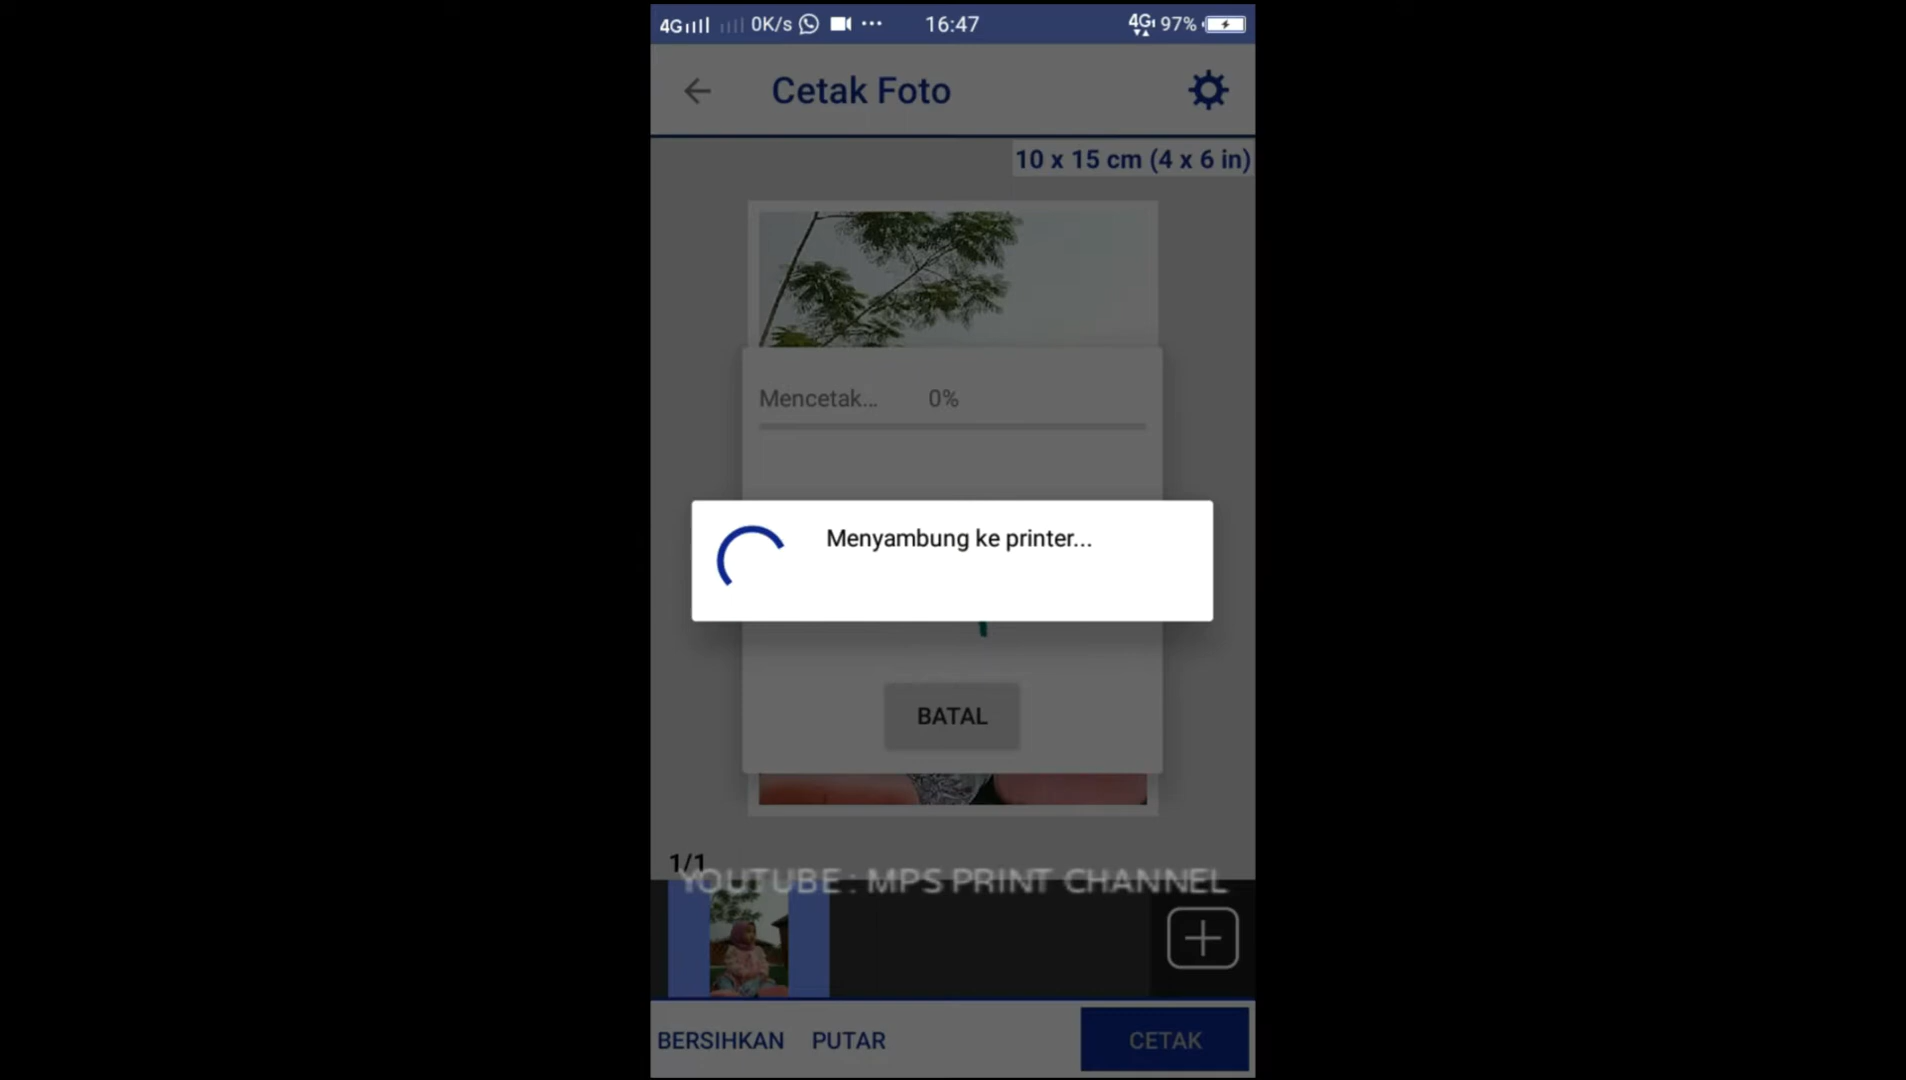 4G 0K/s ... 16:47 4G 97%
Cetak Foto
10 x 15 cm (4 x 6 in)
Mencetak... 0%
Menyambung ke printer...
BATAL
1/1
YOUTUBE : MPS PRINT CHANNEL
BERSIHKAN PUTAR CETAK